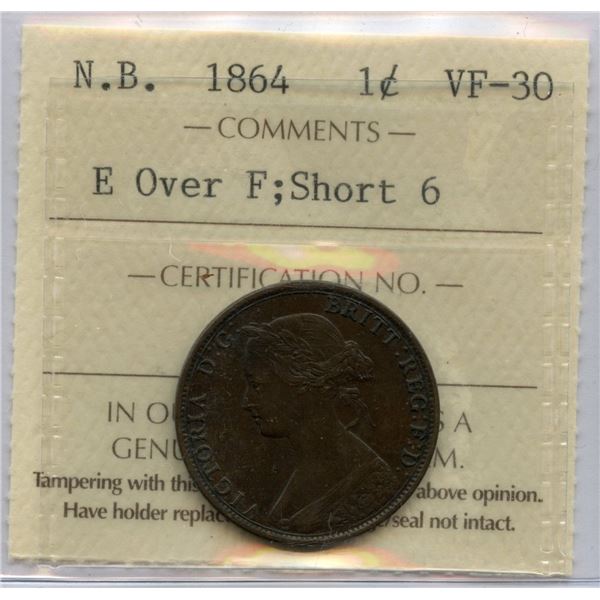 N.B. 1864 1¢ VF-30
— COMMENTS —
E Over F;Short 6
— CERTIFICATION NO. —
VICTORIA D·G· BRITT·REG·F·D·
IN OU S A
GENU M.
Tampering with this above opinion.
Have holder replac /seal not intact.